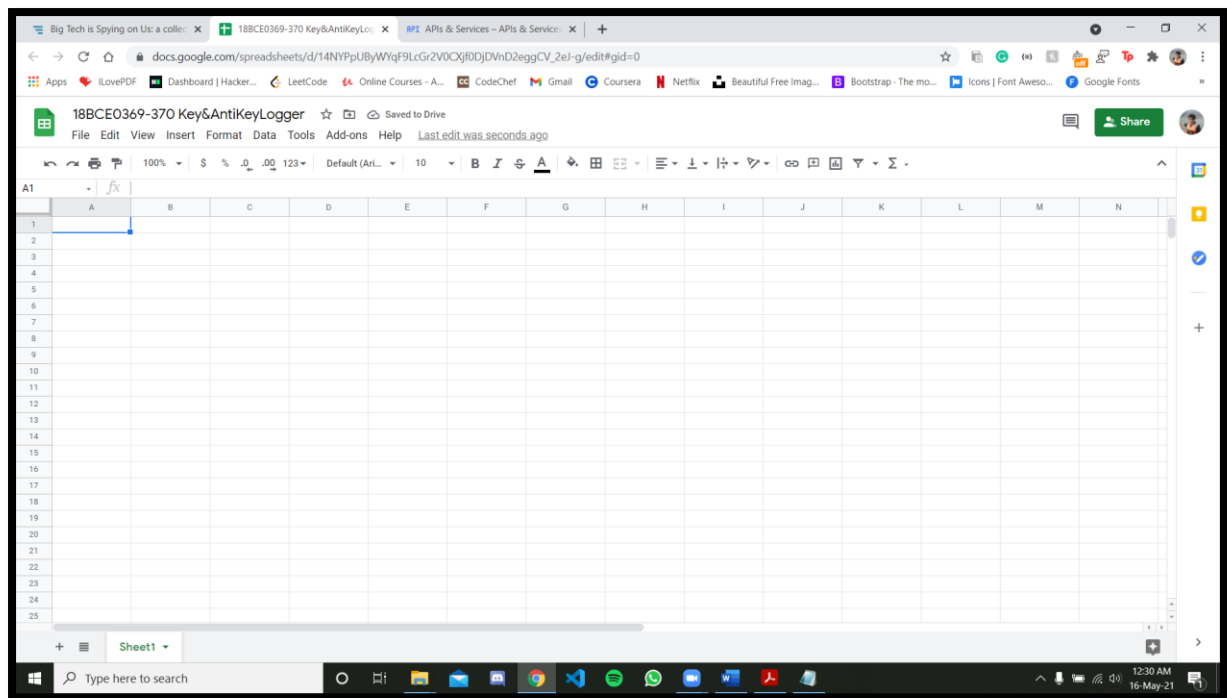 Big Tech is Spying on Us: a collec 18BCE0369-370 Key&AntiKeyLog API APIs & Services – APIs & Service
docs.google.com/spreadsheets/d/14NYPpUByWYqF9LcGr2V0CXjf0DJDVnD2eggCV_2eJ-g/edit#gid=0
Apps ILovePDF Dashboard | Hacker... LeetCode Online Courses - A... CodeChef Gmail Coursera Netflix Beautiful Free Imag... Bootstrap - The mo... Icons | Font Aweso... Google Fonts »
18BCE0369-370 Key&AntiKeyLogger Saved to Drive
File Edit View Insert Format Data Tools Add-ons Help Last edit was seconds ago
Share
100% $ % .0 .00 123 Default (Ari... 10 B I S A
A1 fx
A B C D E F G H I J K L M N
1
2
3
4
5
6
7
8
9
10
11
12
13
14
15
16
17
18
19
20
21
22
23
24
25
Sheet1
Type here to search
12:30 AM
16-May-21